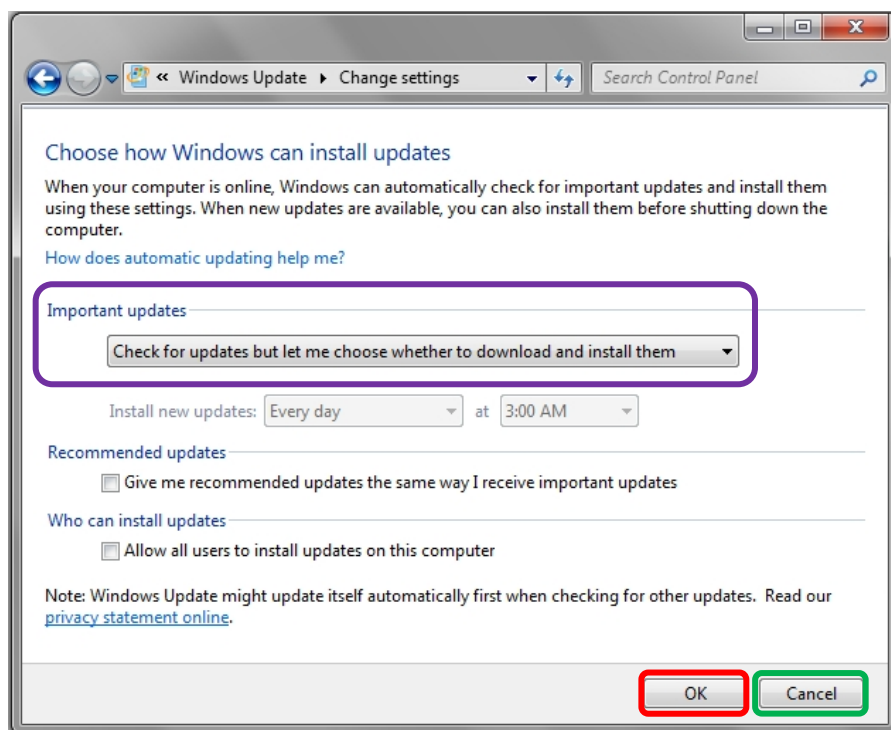 « Windows Update ▸ Change settings
Search Control Panel
Choose how Windows can install updates
When your computer is online, Windows can automatically check for important updates and install them
using these settings. When new updates are available, you can also install them before shutting down the
computer.
How does automatic updating help me?
Important updates
Check for updates but let me choose whether to download and install them
Install new updates: Every day at 3:00 AM
Recommended updates
Give me recommended updates the same way I receive important updates
Who can install updates
Allow all users to install updates on this computer
Note: Windows Update might update itself automatically first when checking for other updates. Read our
privacy statement online.
OK Cancel